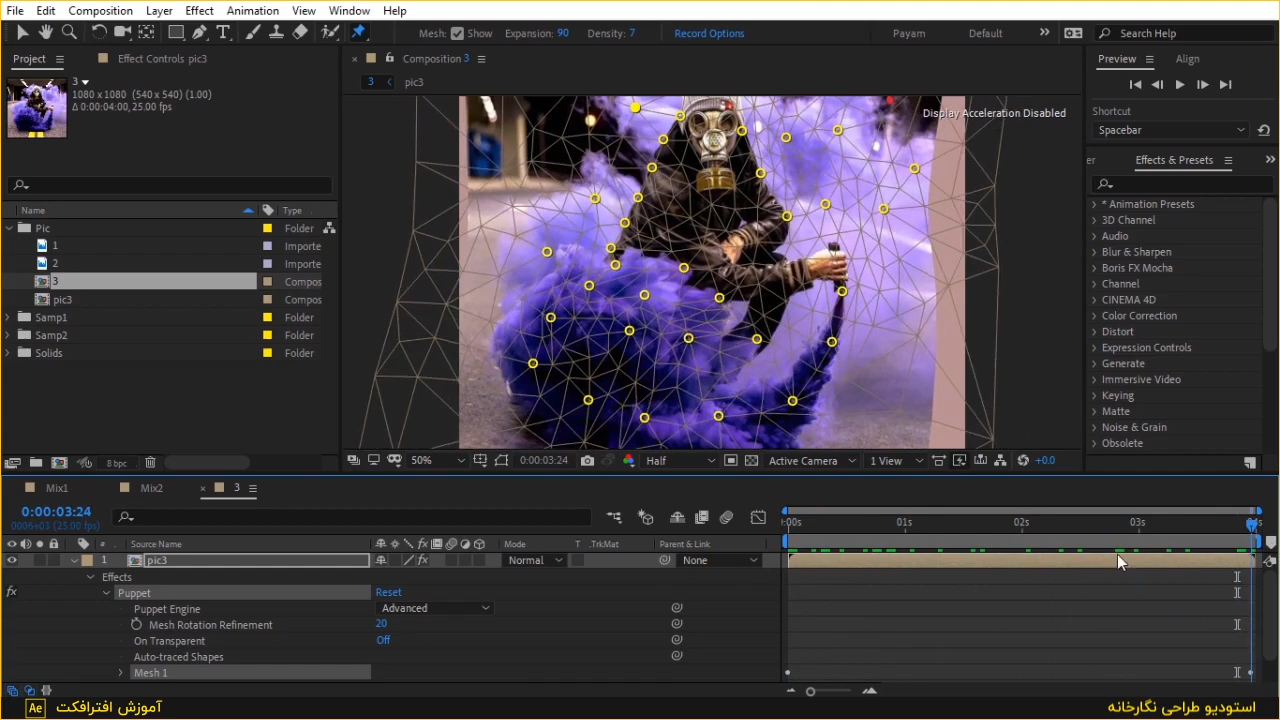 File Edit Composition Layer Effect Animation View Window Help
Mesh: Show Expansion: 90 Density: 7 Record Options Payam Default Search Help
Project Effect Controls pic3 Composition 3 Preview Align
3
1080 x 1080 (540 x 540) (1.00)
Δ 0:00:04:00, 25.00 fps
3 pic3
Display Acceleration Disabled
Shortcut
Spacebar
er Effects & Presets
Name Type
Pic Folder
1 Importe
2 Importe
3 Compos
pic3 Compos
Samp1 Folder
Samp2 Folder
Solids Folder
* Animation Presets
3D Channel
Audio
Blur & Sharpen
Boris FX Mocha
Channel
CINEMA 4D
Color Correction
Distort
Expression Controls
Generate
Immersive Video
Keying
Matte
Noise & Grain
Obsolete
8 bpc
50% 0:00:03:24 Half Active Camera 1 View +0.0
Mix1 Mix2 3
0:00:03:24
0006+03 (25.00 fps)
:00s 01s 02s 03s
# Source Name Mode T .TrkMat Parent & Link
1 pic3 Normal None
Effects
fx Puppet Reset
Puppet Engine Advanced
Mesh Rotation Refinement 20
On Transparent Off
Auto-traced Shapes
Mesh 1
Ae آموزش افترافکت
استودیو طراحی نگارخانه